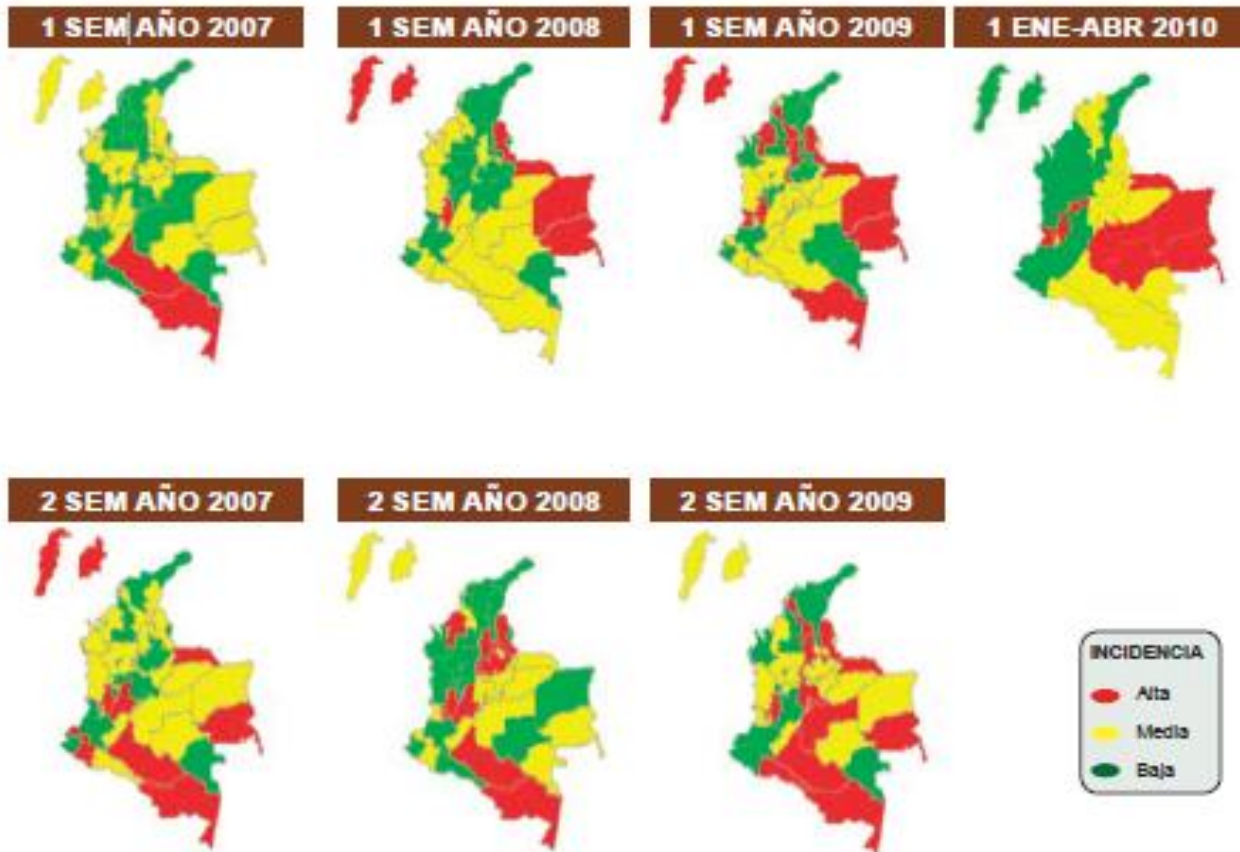 1 SEM AÑO 2007
1 SEM AÑO 2008
1 SEM AÑO 2009
1 ENE-ABR 2010
2 SEM AÑO 2007
2 SEM AÑO 2008
2 SEM AÑO 2009
INCIDENCIA
Alta
Media
Baja